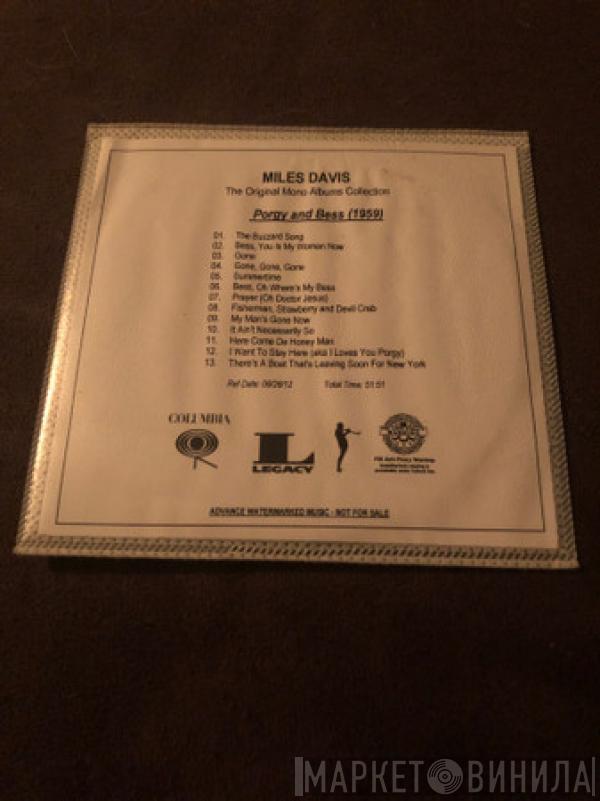 MILES DAVIS
The Original Mono Albums Collection
Porgy and Bess (1959)
01. The Buzzard Song
02. Bess, You Is My Woman Now
03. Gone
04. Gone, Gone, Gone
05. Summertime
06. Bess, Oh Where's My Bess
07. Prayer (Oh Doctor Jesus)
08. Fisherman, Strawberry and Devil Crab
09. My Man's Gone Now
10. It Ain't Necessarily So
11. Here Come De Honey Man
12. I Want To Stay Here (aka I Loves You Porgy)
13. There's A Boat That's Leaving Soon For New York
Ref Date: 09/26/12 Total Time: 51:51
COLUMBIA
L
LEGACY
FBI Anti-Piracy Warning
ADVANCE WATERMARKED MUSIC - NOT FOR SALE
МАРКЕТ ВИНИЛА